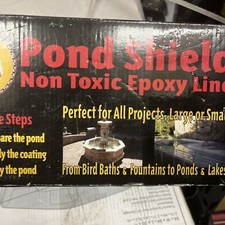 Pond Shield
Non Toxic Epoxy Line
Perfect for All Projects, Large or Smal
e Steps
are the pond
ly the coating
y the pond
From Bird Baths & Fountains to Ponds & Lakes